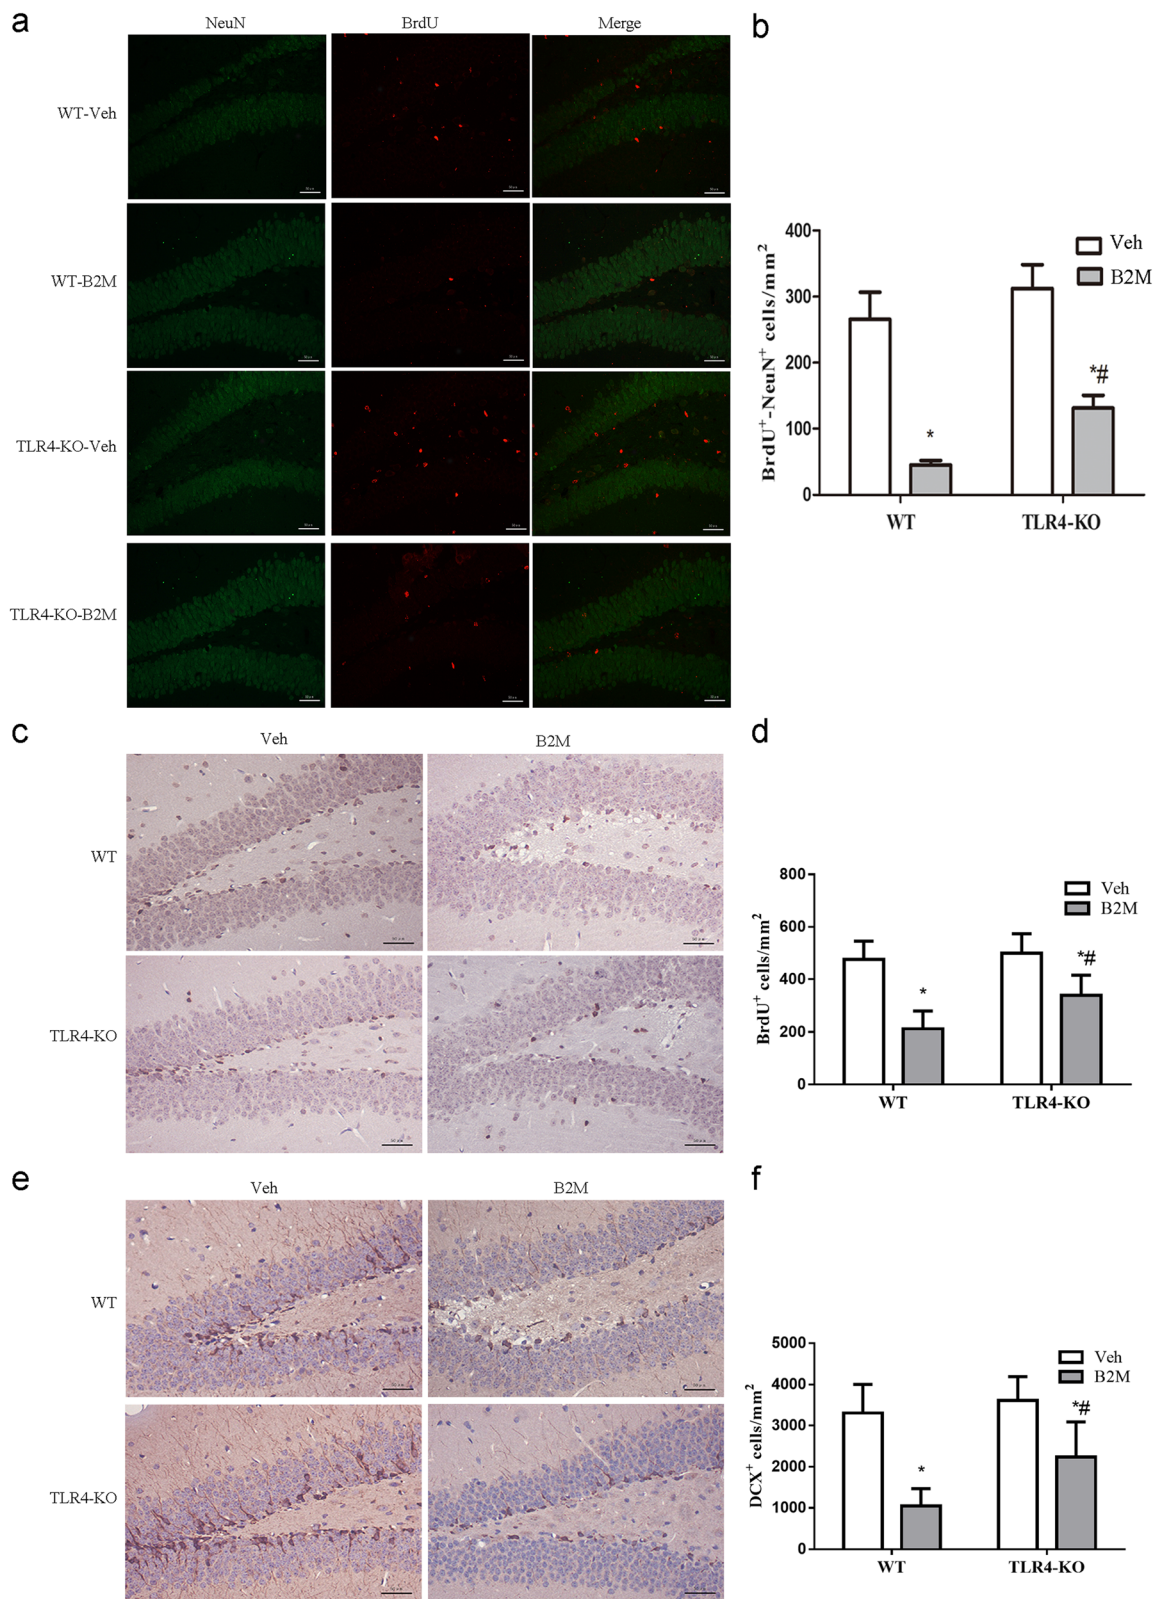 a
NeuN
BrdU
Merge
WT-Veh
WT-B2M
TLR4-KO-Veh
TLR4-KO-B2M
b
BrdU⁺-NeuN⁺ cells/mm²
400
300
200
100
0
Veh
B2M
*
*#
WT
TLR4-KO
c
Veh
B2M
WT
TLR4-KO
d
BrdU⁺ cells/mm²
800
600
400
200
0
Veh
B2M
*
*#
WT
TLR4-KO
e
Veh
B2M
WT
TLR4-KO
f
DCX⁺ cells/mm²
5000
4000
3000
2000
1000
0
Veh
B2M
*
*#
WT
TLR4-KO